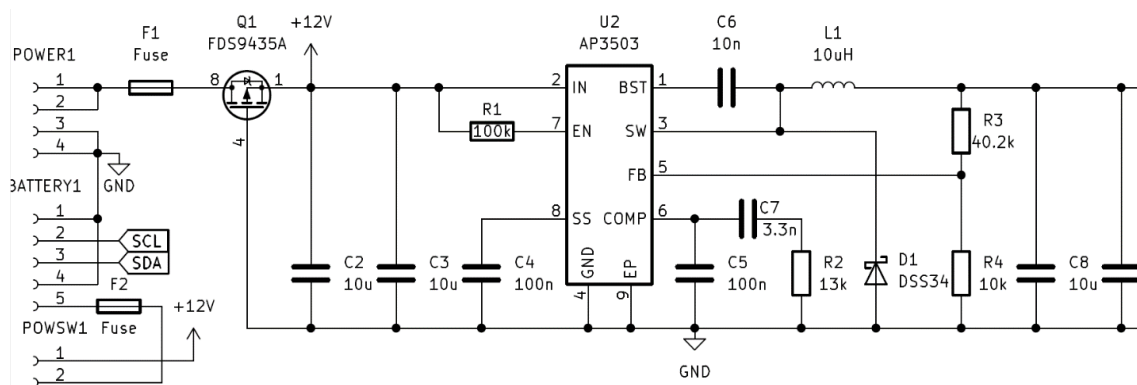 POWER1
1
2
3
4
GND
F1
Fuse
Q1
FDS9435A
8
1
4
+12V
R1
100k
U2
AP3503
2 IN BST 1
7 EN SW 3
FB 5
8 SS COMP 6
GND
4
EP
9
C6
10n
L1
10uH
R3
40.2k
C7
3.3n
BATTERY1
1
2 SCL
3 SDA
4
5
F2
Fuse
+12V
POWSW1
1
2
C2
10u
C3
10u
C4
100n
C5
100n
R2
13k
D1
DSS34
R4
10k
C8
10u
GND